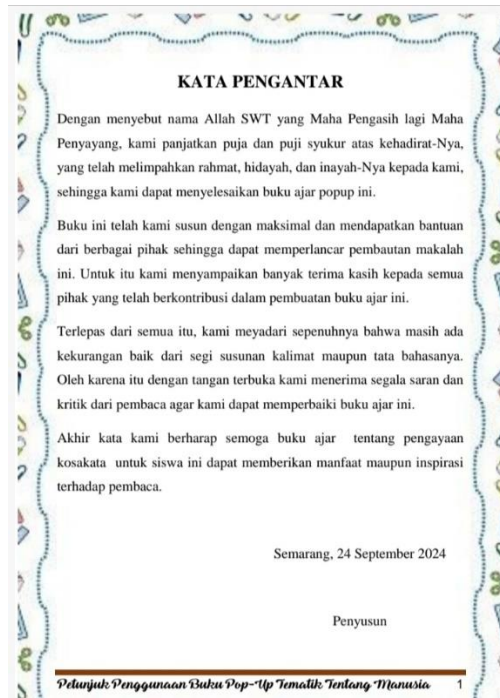 KATA PENGANTAR
Dengan menyebut nama Allah SWT yang Maha Pengasih lagi Maha
Penyayang, kami panjatkan puja dan puji syukur atas kehadirat-Nya,
yang telah melimpahkan rahmat, hidayah, dan inayah-Nya kepada kami,
sehingga kami dapat menyelesaikan buku ajar popup ini.
Buku ini telah kami susun dengan maksimal dan mendapatkan bantuan
dari berbagai pihak sehingga dapat memperlancar pembautan makalah
ini. Untuk itu kami menyampaikan banyak terima kasih kepada semua
pihak yang telah berkontribusi dalam pembuatan buku ajar ini.
Terlepas dari semua itu, kami meyadari sepenuhnya bahwa masih ada
kekurangan baik dari segi susunan kalimat maupun tata bahasanya.
Oleh karena itu dengan tangan terbuka kami menerima segala saran dan
kritik dari pembaca agar kami dapat memperbaiki buku ajar ini.
Akhir kata kami berharap semoga buku ajar tentang pengayaan
kosakata untuk siswa ini dapat memberikan manfaat maupun inspirasi
terhadap pembaca.
Semarang, 24 September 2024
Penyusun
Petunjuk Penggunaan Buku Pop-Up Tematik Tentang Manusia 1